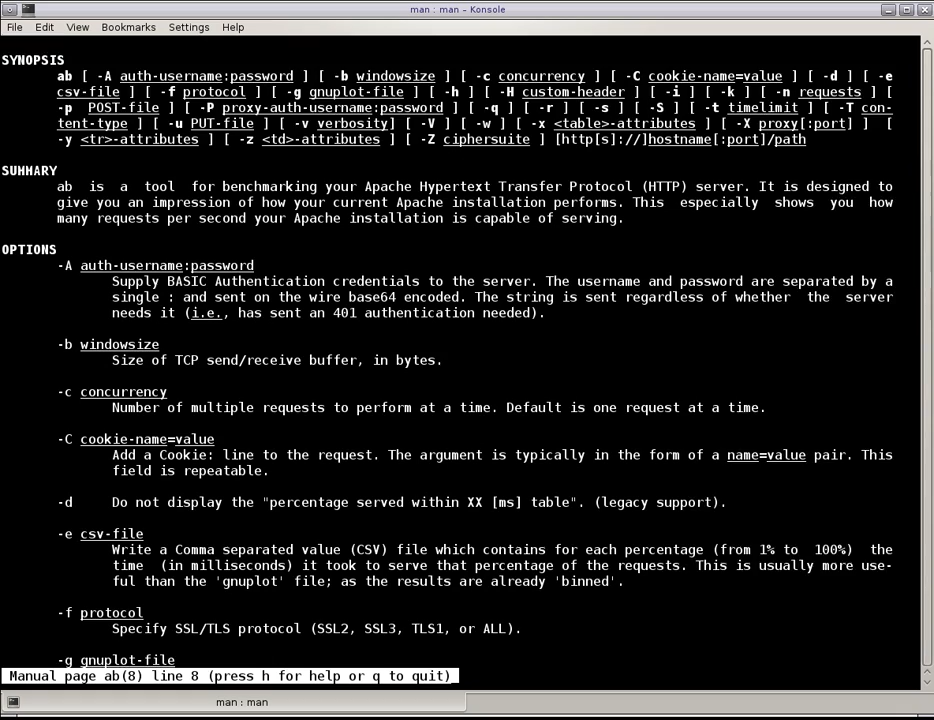 man : man – Konsole
File Edit View Bookmarks Settings Help
SYNOPSIS
ab [ -A auth-username:password ] [ -b windowsize ] [ -c concurrency ] [ -C cookie-name=value ] [ -d ] [ -e
csv-file ] [ -f protocol ] [ -g gnuplot-file ] [ -h ] [ -H custom-header ] [ -i ] [ -k ] [ -n requests ] [
-p POST-file ] [ -P proxy-auth-username:password ] [ -q ] [ -r ] [ -s ] [ -S ] [ -t timelimit ] [ -T con-
tent-type ] [ -u PUT-file ] [ -v verbosity] [ -V ] [ -w ] [ -x <table>-attributes ] [ -X proxy[:port] ] [
-y <tr>-attributes ] [ -z <td>-attributes ] [ -Z ciphersuite ] [http[s]://]hostname[:port]/path
SUMMARY
ab is a tool for benchmarking your Apache Hypertext Transfer Protocol (HTTP) server. It is designed to
give you an impression of how your current Apache installation performs. This especially shows you how
many requests per second your Apache installation is capable of serving.
OPTIONS
-A auth-username:password
Supply BASIC Authentication credentials to the server. The username and password are separated by a
single : and sent on the wire base64 encoded. The string is sent regardless of whether the server
needs it (i.e., has sent an 401 authentication needed).
-b windowsize
Size of TCP send/receive buffer, in bytes.
-c concurrency
Number of multiple requests to perform at a time. Default is one request at a time.
-C cookie-name=value
Add a Cookie: line to the request. The argument is typically in the form of a name=value pair. This
field is repeatable.
-d Do not display the "percentage served within XX [ms] table". (legacy support).
-e csv-file
Write a Comma separated value (CSV) file which contains for each percentage (from 1% to 100%) the
time (in milliseconds) it took to serve that percentage of the requests. This is usually more use-
ful than the 'gnuplot' file; as the results are already 'binned'.
-f protocol
Specify SSL/TLS protocol (SSL2, SSL3, TLS1, or ALL).
-g gnuplot-file
Manual page ab(8) line 8 (press h for help or q to quit)
man : man